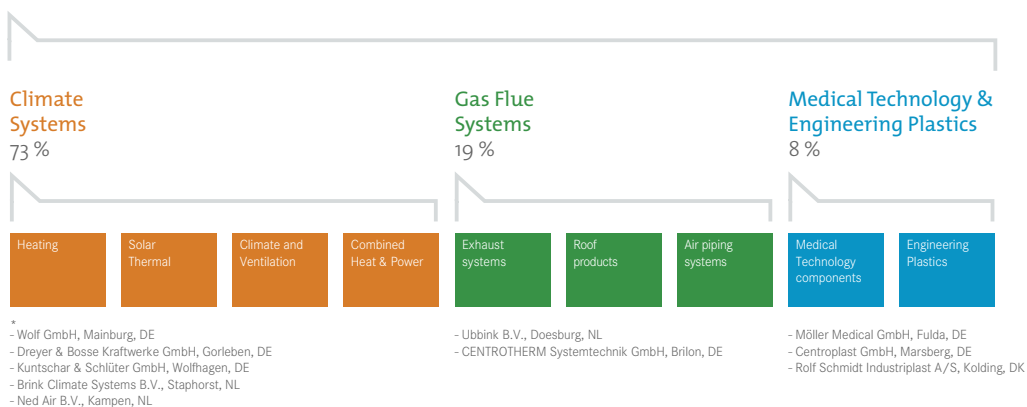 Climate
Systems
73 %
Heating
Solar
Thermal
Climate and
Ventilation
Combined
Heat & Power
*
- Wolf GmbH, Mainburg, DE
- Dreyer & Bosse Kraftwerke GmbH, Gorleben, DE
- Kuntschar & Schlüter GmbH, Wolfhagen, DE
- Brink Climate Systems B.V., Staphorst, NL
- Ned Air B.V., Kampen, NL
Gas Flue
Systems
19 %
Exhaust
systems
Roof
products
Air piping
systems
- Ubbink B.V., Doesburg, NL
- CENTROTHERM Systemtechnik GmbH, Brilon, DE
Medical Technology &
Engineering Plastics
8 %
Medical
Technology
components
Engineering
Plastics
- Möller Medical GmbH, Fulda, DE
- Centroplast GmbH, Marsberg, DE
- Rolf Schmidt Industriplast A/S, Kolding, DK